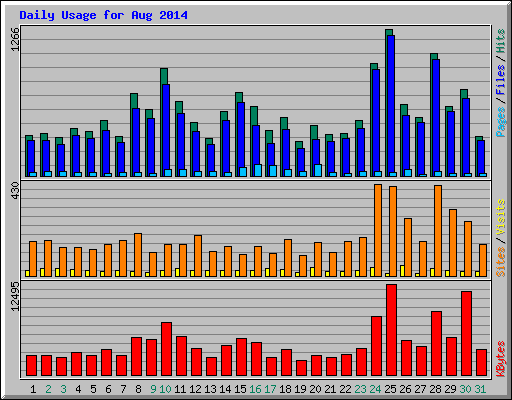 Daily Usage for Aug 2014
1266
Pages / Files / Hits
430
Sites / Visits
12495
KBytes
1 2 3 4 5 6 7 8 9 10 11 12 13 14 15 16 17 18 19 20 21 22 23 24 25 26 27 28 29 30 31